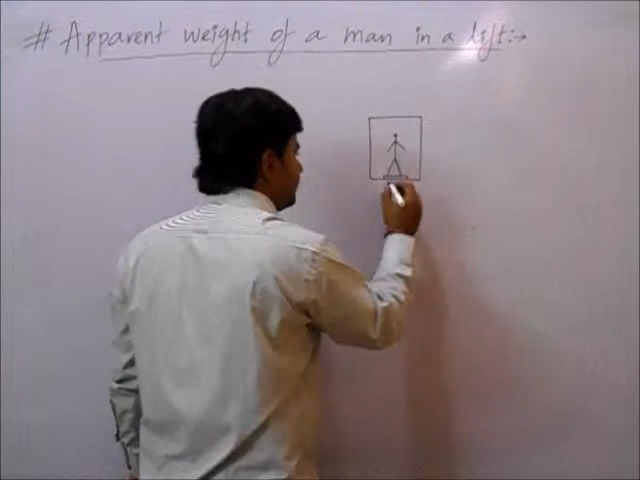 # Apparent weight of a man in a lift:→